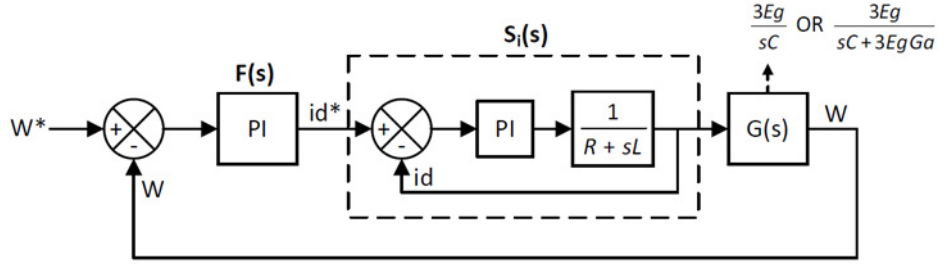 3Eg
sC
OR
3Eg
sC+3EgGa
Si(s)
F(s)
W*
+
-
W
PI
id*
+
-
id
PI
1
R + sL
G(s)
W